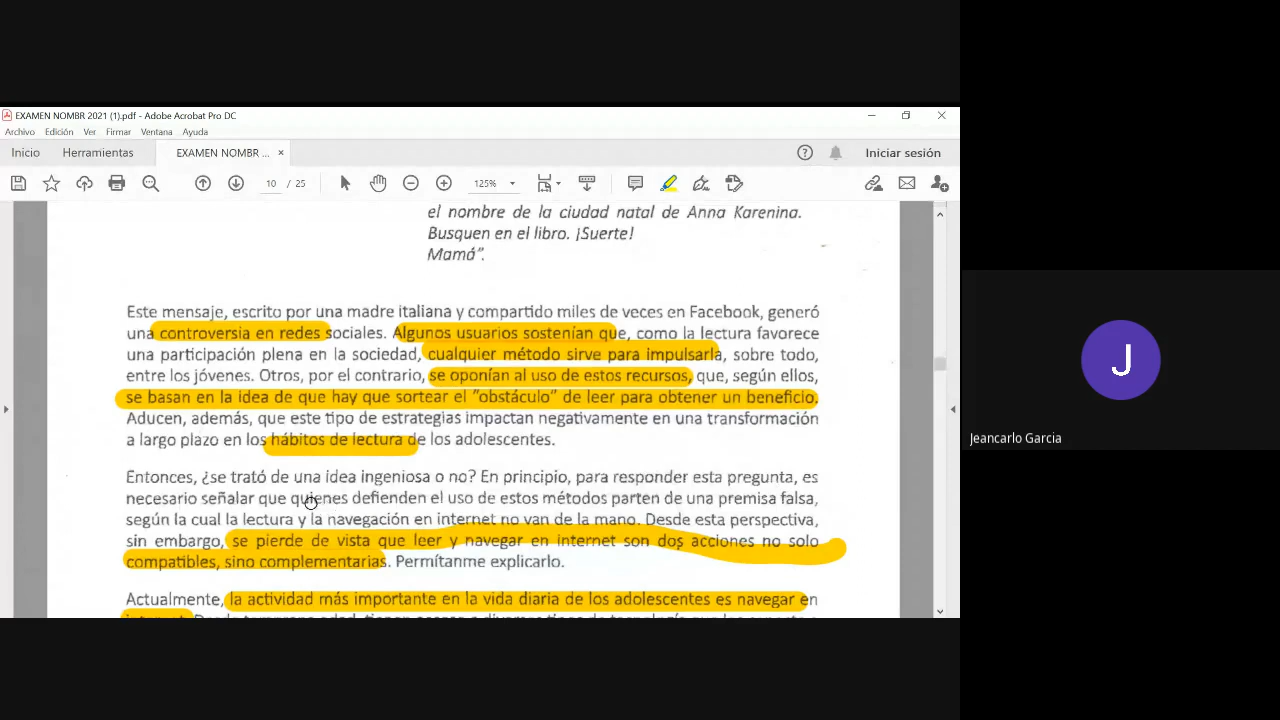 EXAMEN NOMBR 2021 (1).pdf - Adobe Acrobat Pro DC
Archivo Edición Ver Firmar Ventana Ayuda
Inicio Herramientas EXAMEN NOMBR ... × Iniciar sesión
10 / 25 125%
el nombre de la ciudad natal de Anna Karenina.
Busquen en el libro. ¡Suerte!
Mamá”.
Este mensaje, escrito por una madre italiana y compartido miles de veces en Facebook, generó
una controversia en redes sociales. Algunos usuarios sostenían que, como la lectura favorece
una participación plena en la sociedad, cualquier método sirve para impulsarla, sobre todo,
entre los jóvenes. Otros, por el contrario, se oponían al uso de estos recursos, que, según ellos,
se basan en la idea de que hay que sortear el “obstáculo” de leer para obtener un beneficio.
Aducen, además, que este tipo de estrategias impactan negativamente en una transformación
a largo plazo en los hábitos de lectura de los adolescentes.
Entonces, ¿se trató de una idea ingeniosa o no? En principio, para responder esta pregunta, es
necesario señalar que quienes defienden el uso de estos métodos parten de una premisa falsa,
según la cual la lectura y la navegación en internet no van de la mano. Desde esta perspectiva,
sin embargo, se pierde de vista que leer y navegar en internet son dos acciones no solo
compatibles, sino complementarias. Permítanme explicarlo.
Actualmente, la actividad más importante en la vida diaria de los adolescentes es navegar en
J
Jeancarlo Garcia